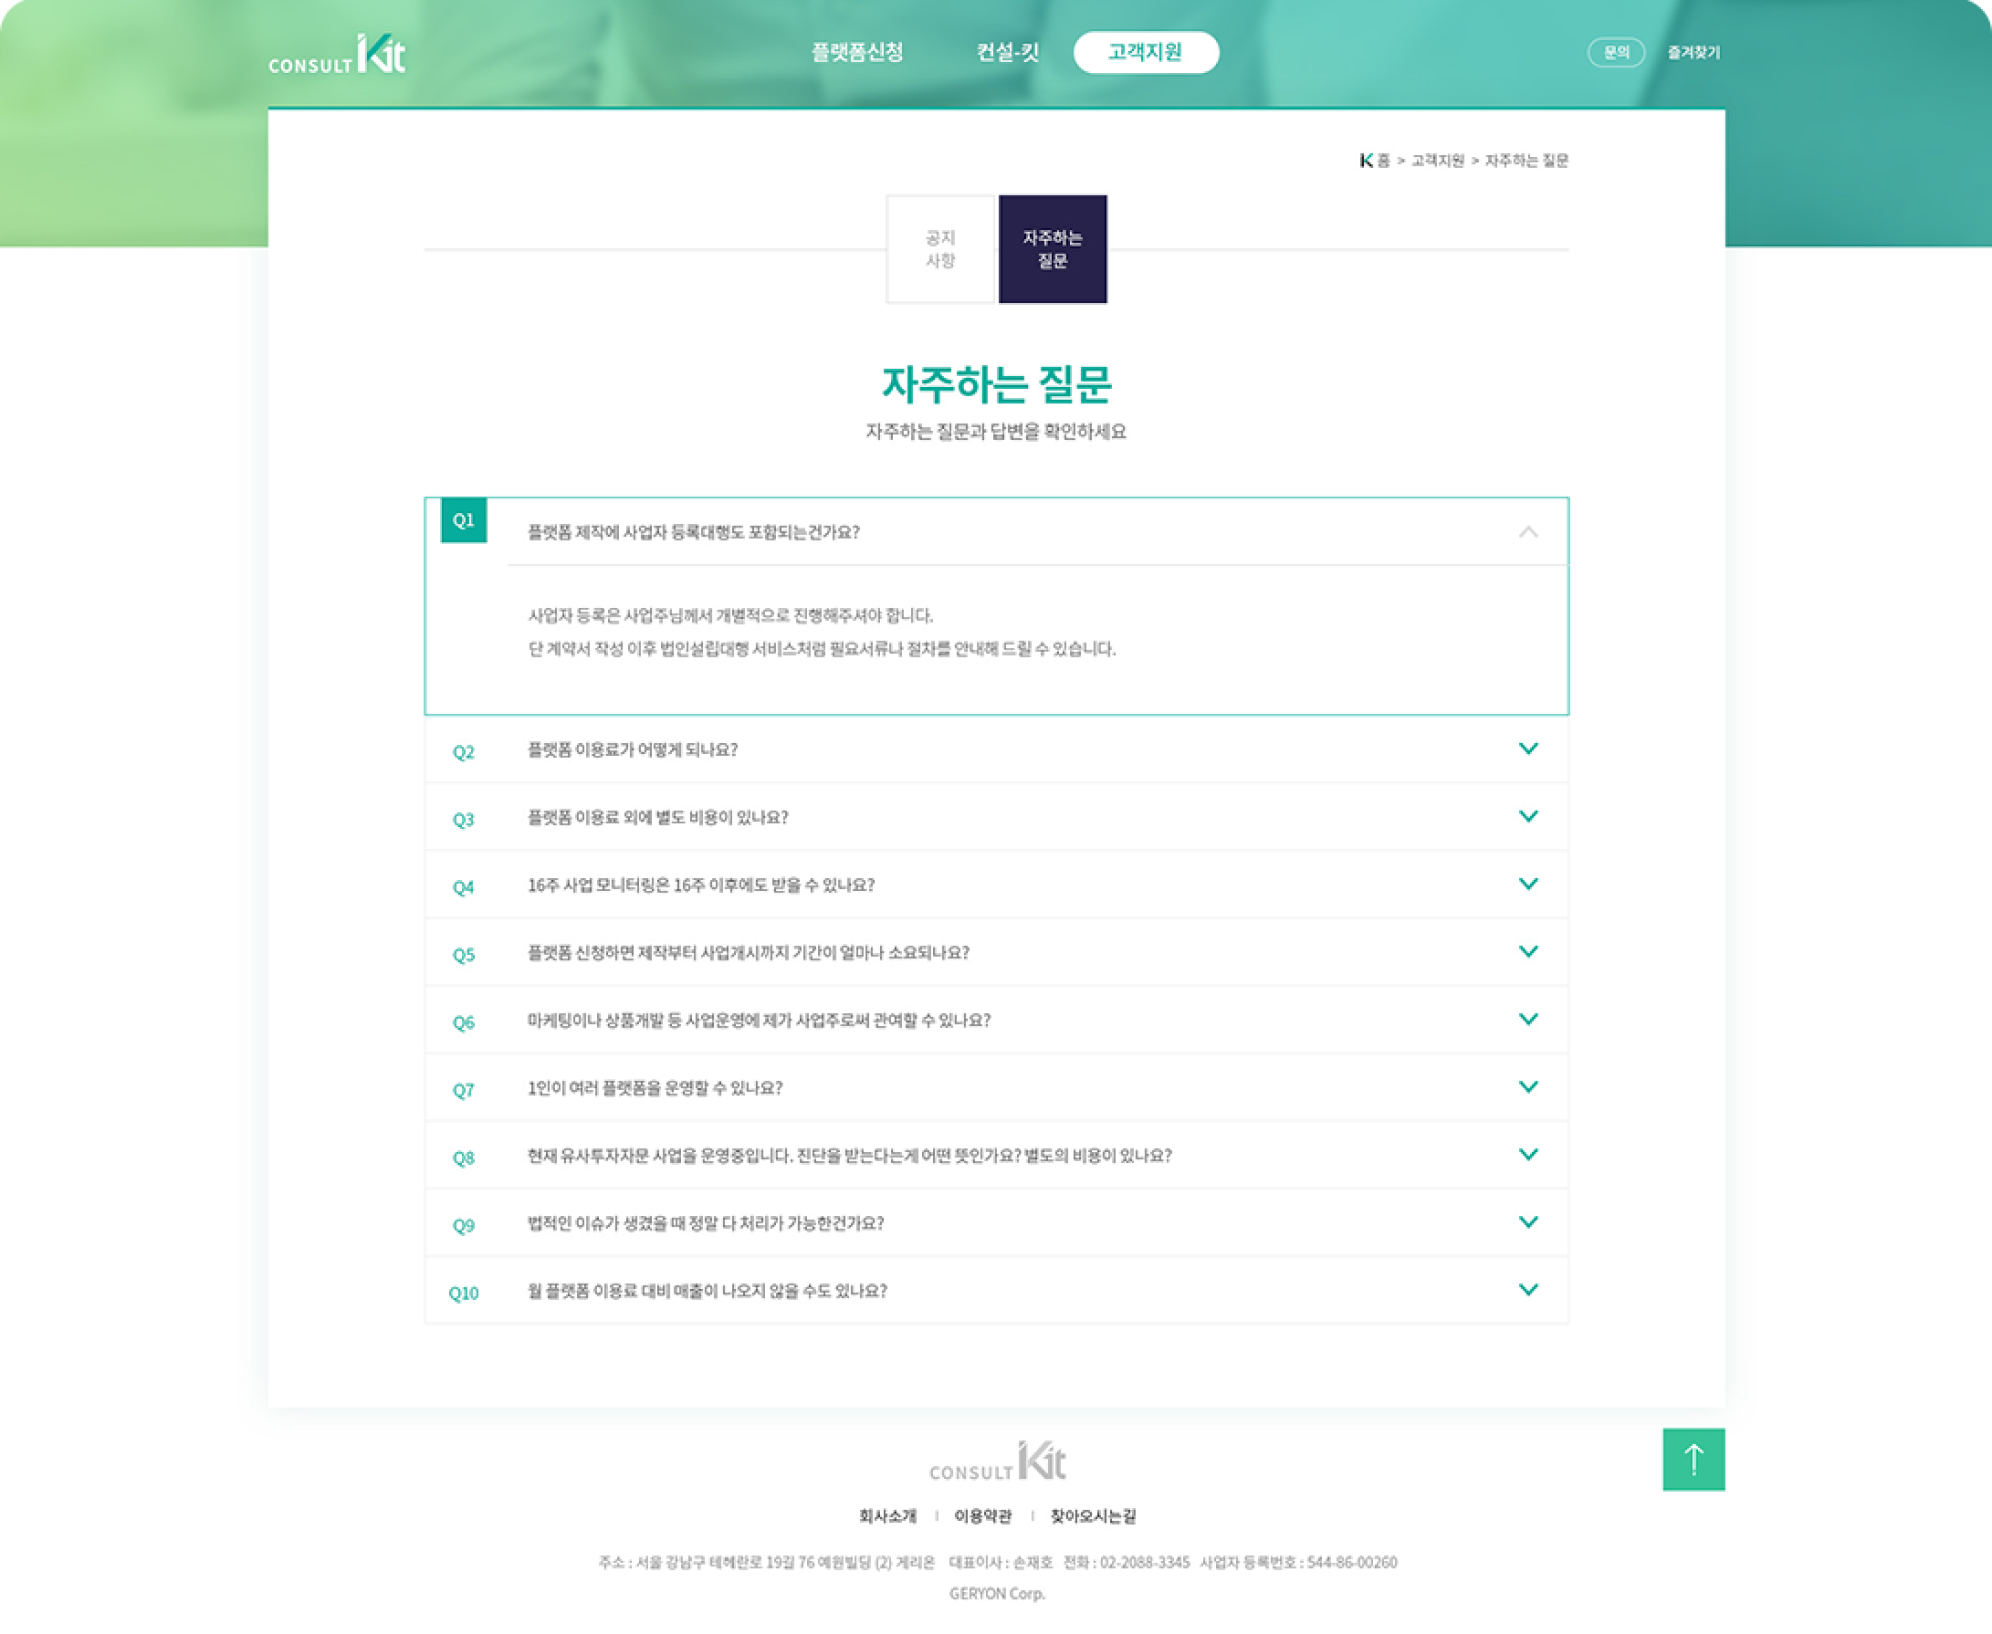 CONSULT Kit
플랫폼신청
컨설-킷
고객지원
문의
즐겨찾기
K 홈 > 고객지원 > 자주하는 질문
공지
사항
자주하는
질문
자주하는 질문
자주하는 질문과 답변을 확인하세요
Q1 플랫폼 제작에 사업자 등록대행도 포함되는건가요?
사업자 등록은 사업주님께서 개별적으로 진행해주셔야 합니다.
단 계약서 작성 이후 법인설립대행 서비스처럼 필요서류나 절차를 안내해 드릴 수 있습니다.
Q2 플랫폼 이용료가 어떻게 되나요?
Q3 플랫폼 이용료 외에 별도 비용이 있나요?
Q4 16주 사업 모니터링은 16주 이후에도 받을 수 있나요?
Q5 플랫폼 신청하면 제작부터 사업개시까지 기간이 얼마나 소요되나요?
Q6 마케팅이나 상품개발 등 사업운영에 제가 사업주로써 관여할 수 있나요?
Q7 1인이 여러 플랫폼을 운영할 수 있나요?
Q8 현재 유사투자자문 사업을 운영중입니다. 진단을 받는다는게 어떤 뜻인가요? 별도의 비용이 있나요?
Q9 법적인 이슈가 생겼을 때 정말 다 처리가 가능한건가요?
Q10 월 플랫폼 이용료 대비 매출이 나오지 않을 수도 있나요?
CONSULT Kit
회사소개 | 이용약관 | 찾아오시는길
주소 : 서울 강남구 테헤란로 19길 76 예원빌딩 (2) 게리온 대표이사 : 손재호 전화 : 02-2088-3345 사업자 등록번호 : 544-86-00260
GERYON Corp.